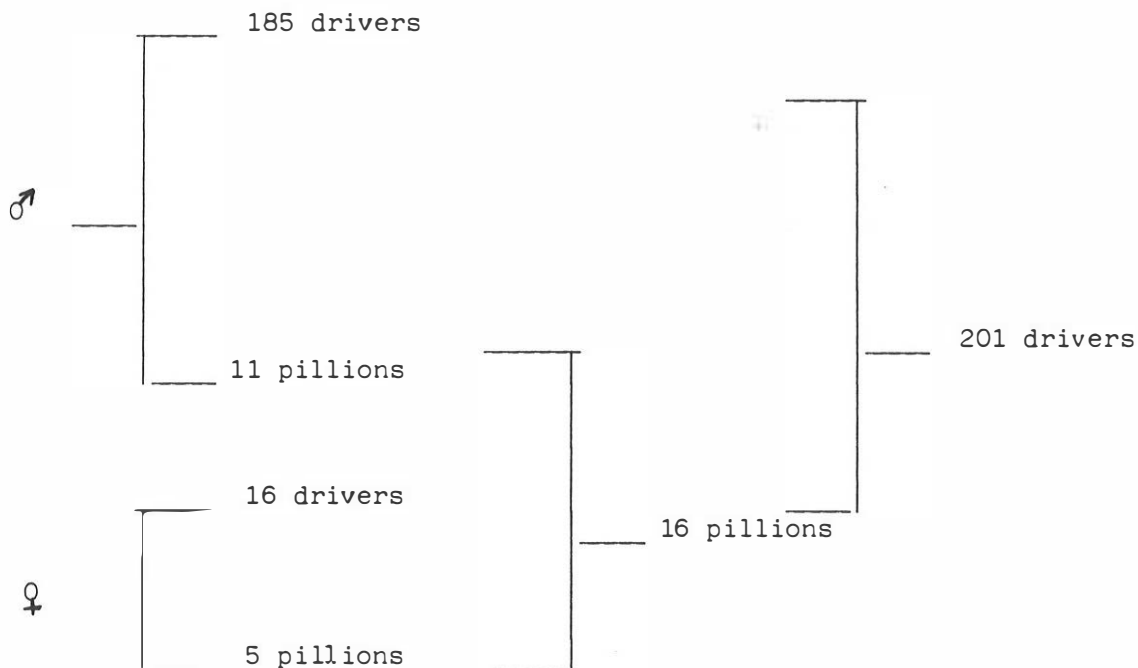 185 drivers
♂
201 drivers
11 pillions
16 drivers
16 pillions
♀
5 pillions